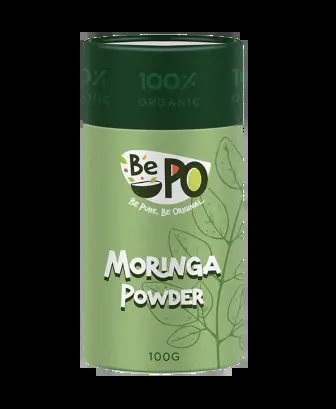 100%
ORGANIC
Be
PO
BE PURE. BE ORIGINAL.
MORINGA
POWDER
100G